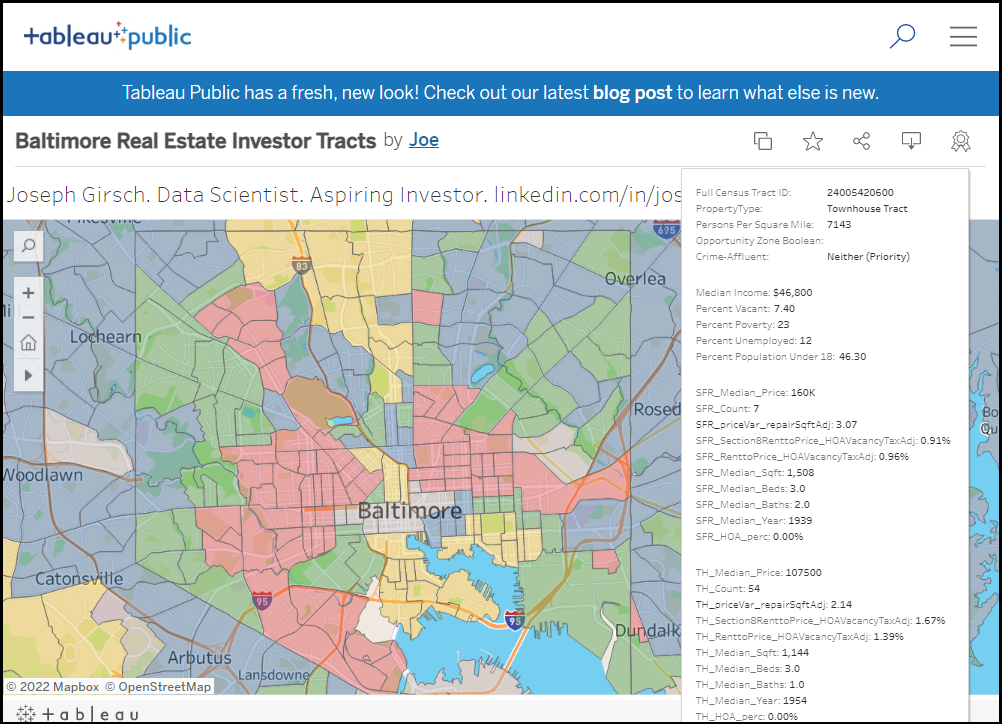 tableau public
Tableau Public has a fresh, new look! Check out our latest blog post to learn what else is new.
Baltimore Real Estate Investor Tracts by Joe
Joseph Girsch. Data Scientist. Aspiring Investor. linkedin.com/in/jos
Full Census Tract ID: 24005420600
PropertyType: Townhouse Tract
Persons Per Square Mile: 7143
Opportunity Zone Boolean:
Crime-Affluent: Neither (Priority)
Median Income: $46,800
Percent Vacant: 7.40
Percent Poverty: 23
Percent Unemployed: 12
Percent Population Under 18: 46.30
SFR_Median_Price: 160K
SFR_Count: 7
SFR_priceVar_repairSqftAdj: 3.07
SFR_Section8RenttoPrice_HOAVacancyTaxAdj: 0.91%
SFR_RenttoPrice_HOAVacancyTaxAdj: 0.96%
SFR_Median_Sqft: 1,508
SFR_Median_Beds: 3.0
SFR_Median_Baths: 2.0
SFR_Median_Year: 1939
SFR_HOA_perc: 0.00%
TH_Median_Price: 107500
TH_Count: 54
TH_priceVar_repairSqftAdj: 2.14
TH_Section8RenttoPrice_HOAVacancyTaxAdj: 1.67%
TH_RenttoPrice_HOAVacancyTaxAdj: 1.39%
TH_Median_Sqft: 1,144
TH_Median_Beds: 3.0
TH_Median_Baths: 1.0
TH_Median_Year: 1954
TH_HOA_perc: 0.00%
Pikesville
695
83
Overlea
Lochearn
Rosed
Bo
Qu
Woodlawn
Baltimore
Catonsville
95
95
Dundalk
Arbutus
Lansdowne
© 2022 Mapbox © OpenStreetMap
+ a b | e a u